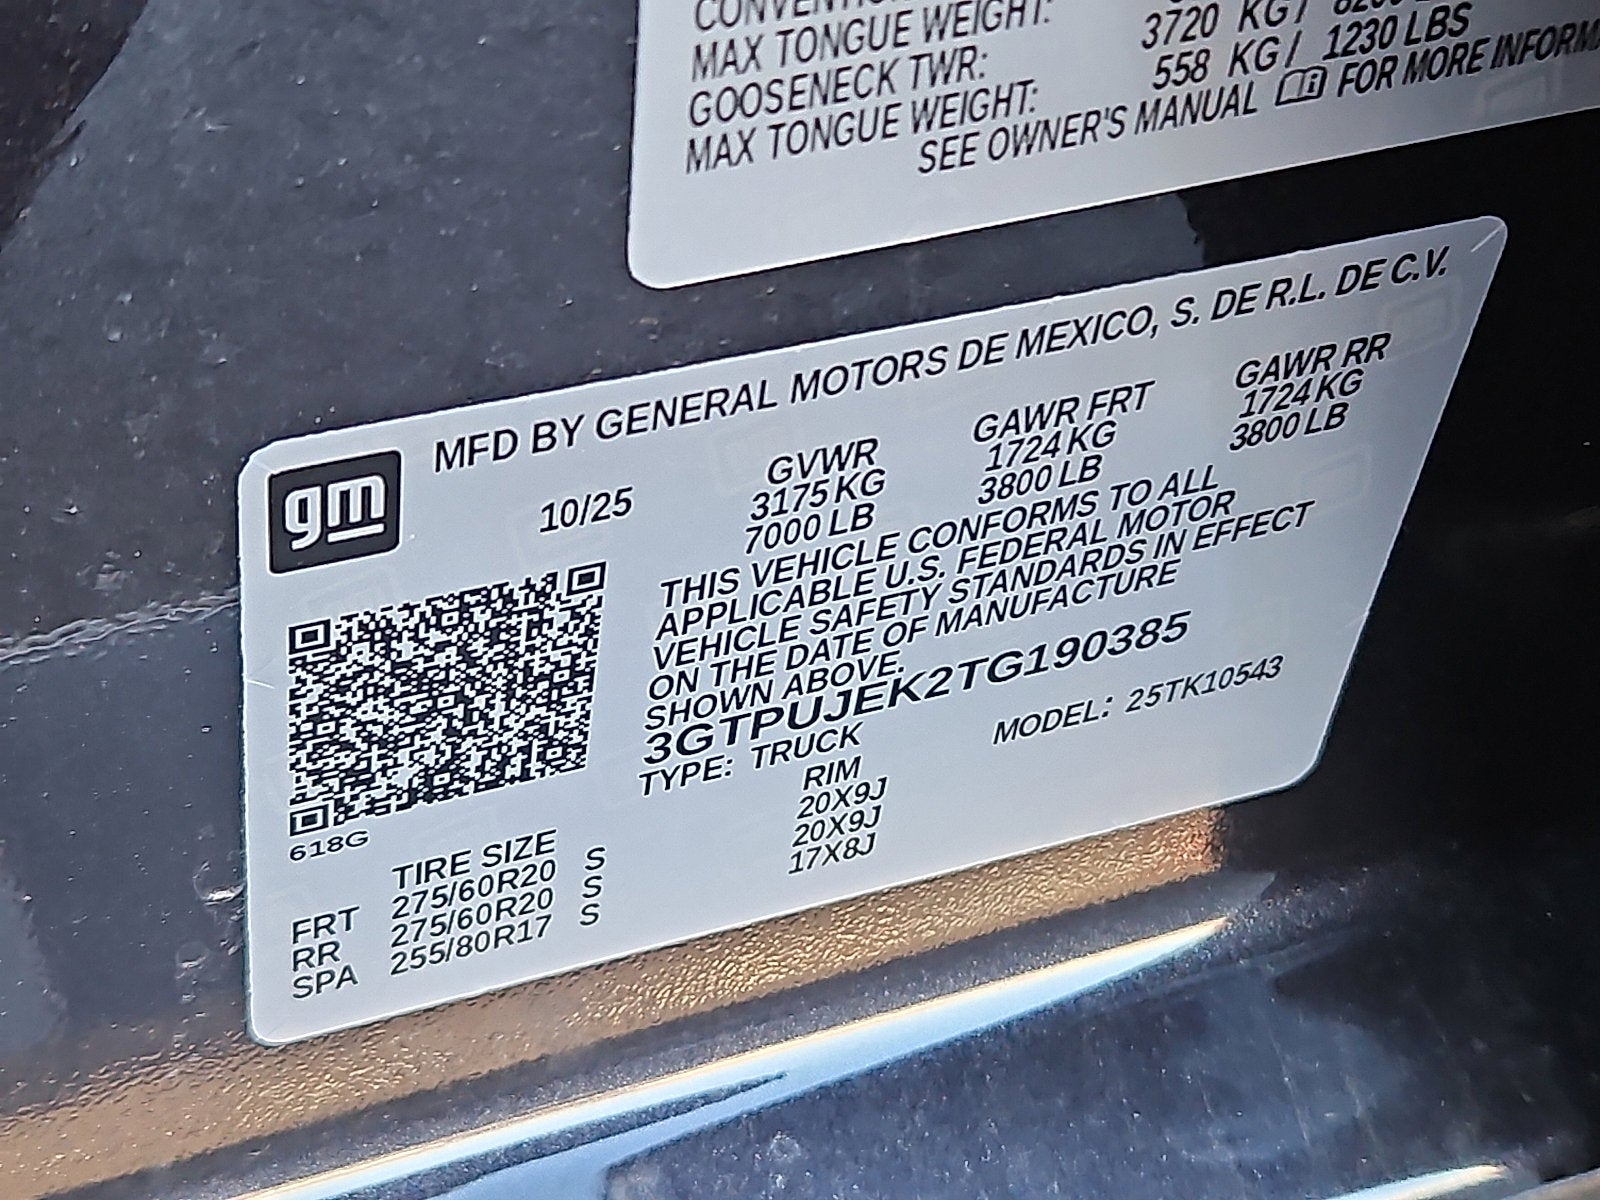 MAX TONGUE WEIGHT:
GOOSENECK TWR: 3720 KG /
MAX TONGUE WEIGHT: 558 KG / 1230 LBS
SEE OWNER'S MANUAL FOR MORE
gm
MFD BY GENERAL MOTORS DE MEXICO, S. DE R.L. DE C.V.
10/25 GVWR GAWR FRT GAWR RR
3175 KG 1724 KG 1724 KG
7000 LB 3800 LB 3800 LB
THIS VEHICLE CONFORMS TO ALL
APPLICABLE U.S. FEDERAL MOTOR
VEHICLE SAFETY STANDARDS IN EFFECT
ON THE DATE OF MANUFACTURE
SHOWN ABOVE.
3GTPUJEK2TG190385
TYPE: TRUCK MODEL: 25TK10543
618G
TIRE SIZE RIM
FRT 275/60R20 S 20X9J
RR 275/60R20 S 20X9J
SPA 255/80R17 S 17X8J